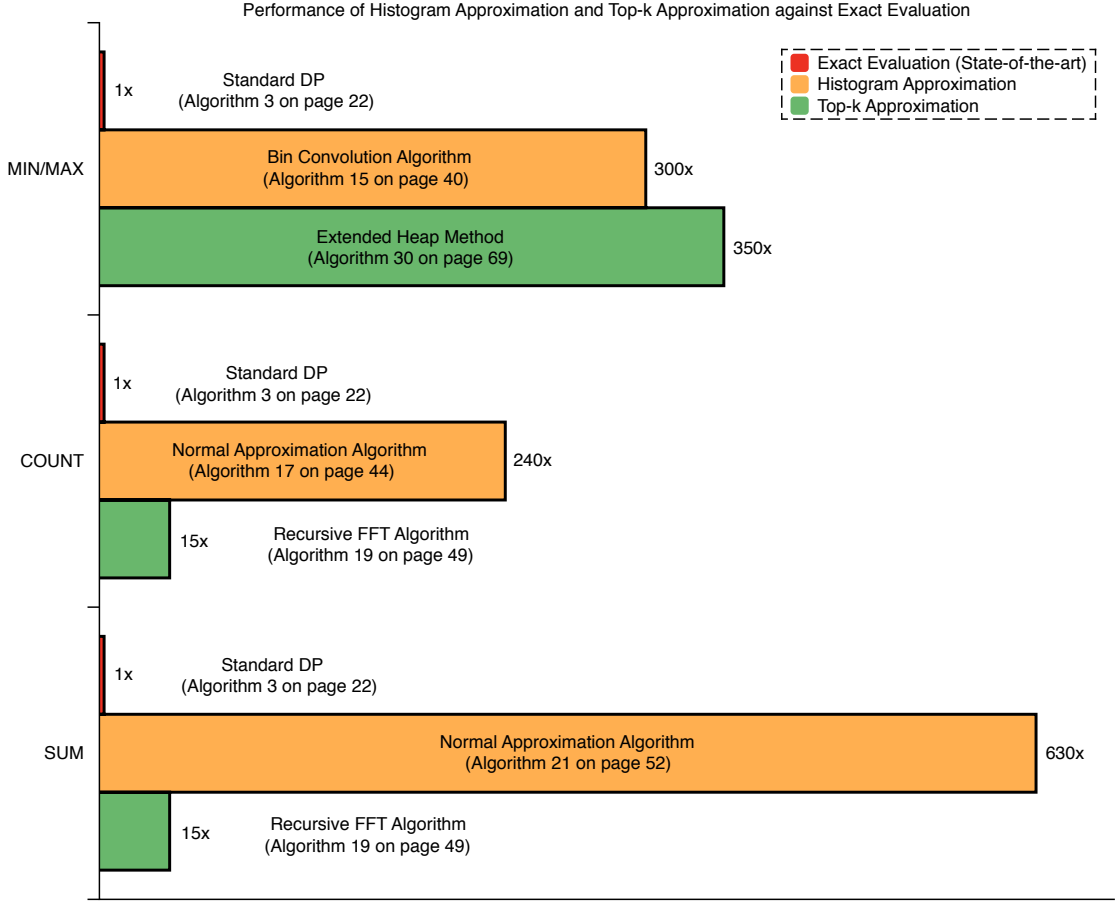 Performance of Histogram Approximation and Top-k Approximation against Exact Evaluation
Exact Evaluation (State-of-the-art)
Histogram Approximation
Top-k Approximation
MIN/MAX
1x
Standard DP
(Algorithm 3 on page 22)
Bin Convolution Algorithm
(Algorithm 15 on page 40)
300x
Extended Heap Method
(Algorithm 30 on page 69)
350x
COUNT
1x
Standard DP
(Algorithm 3 on page 22)
Normal Approximation Algorithm
(Algorithm 17 on page 44)
240x
15x
Recursive FFT Algorithm
(Algorithm 19 on page 49)
SUM
1x
Standard DP
(Algorithm 3 on page 22)
Normal Approximation Algorithm
(Algorithm 21 on page 52)
630x
15x
Recursive FFT Algorithm
(Algorithm 19 on page 49)